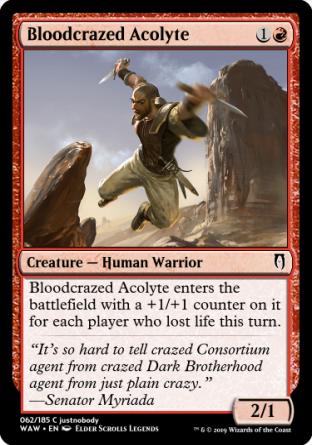 Bloodcrazed Acolyte 1
Creature — Human Warrior
Bloodcrazed Acolyte enters the
battlefield with a +1/+1 counter on it
for each player who lost life this turn.
"It's so hard to tell crazed Consortium
agent from crazed Dark Brotherhood
agent from just plain crazy."
—Senator Myriada
2/1
062/185 C justnobody
WAW • EN Elder Scrolls Legends
™ & © 2019 Wizards of the Coast